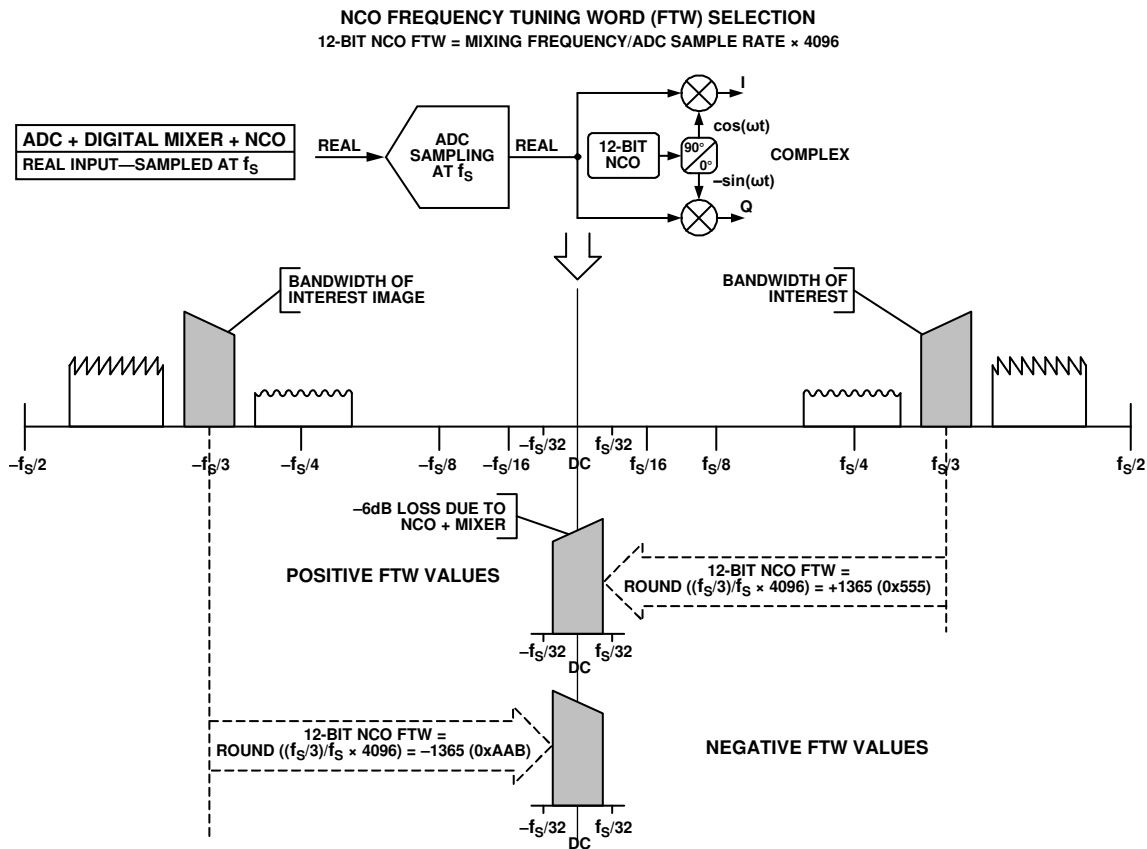 NCO FREQUENCY TUNING WORD (FTW) SELECTION
12-BIT NCO FTW = MIXING FREQUENCY/ADC SAMPLE RATE × 4096
ADC + DIGITAL MIXER + NCO
REAL INPUT—SAMPLED AT fS
REAL
ADC
SAMPLING
AT fS
REAL
12-BIT
NCO
90°
0°
I
cos(ωt)
COMPLEX
–sin(ωt)
Q
BANDWIDTH OF
INTEREST IMAGE
BANDWIDTH OF
INTEREST
–fS/2
–fS/3
–fS/4
–fS/8
–fS/16
–fS/32
DC
fS/32
fS/16
fS/8
fS/4
fS/3
fS/2
–6dB LOSS DUE TO
NCO + MIXER
POSITIVE FTW VALUES
12-BIT NCO FTW =
ROUND ((fS/3)/fS × 4096) = +1365 (0x555)
–fS/32
DC
fS/32
12-BIT NCO FTW =
ROUND ((fS/3)/fS × 4096) = –1365 (0xAAB)
NEGATIVE FTW VALUES
–fS/32
DC
fS/32